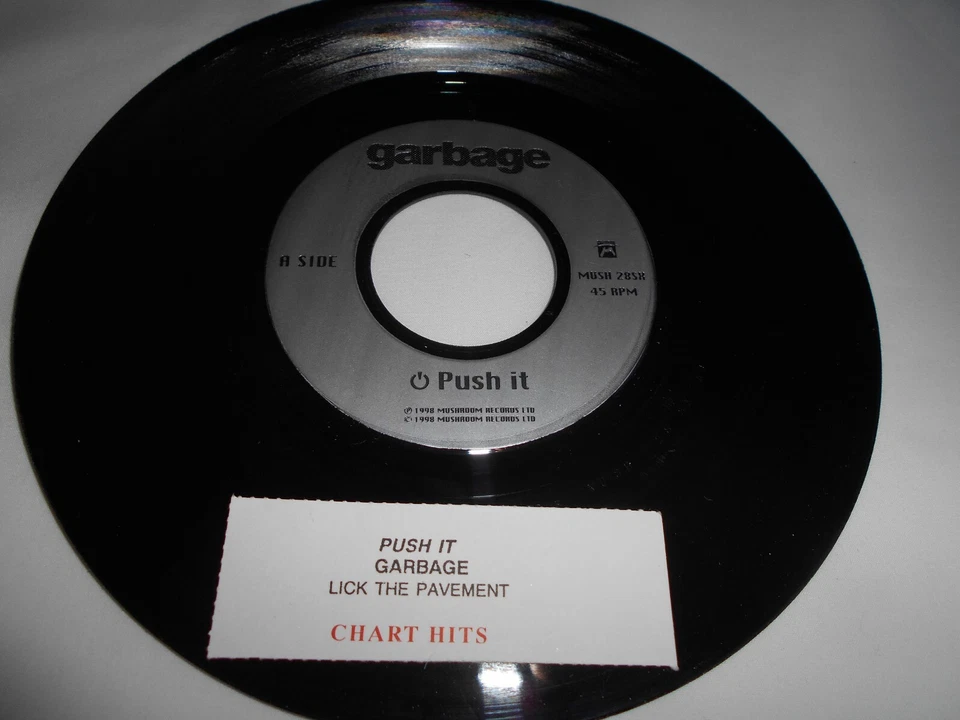 garbage
A SIDE
MUSH 28SX
45 RPM
Push it
℗ 1998 MUSHROOM RECORDS LTD
© 1998 MUSHROOM RECORDS LTD
PUSH IT
GARBAGE
LICK THE PAVEMENT
CHART HITS